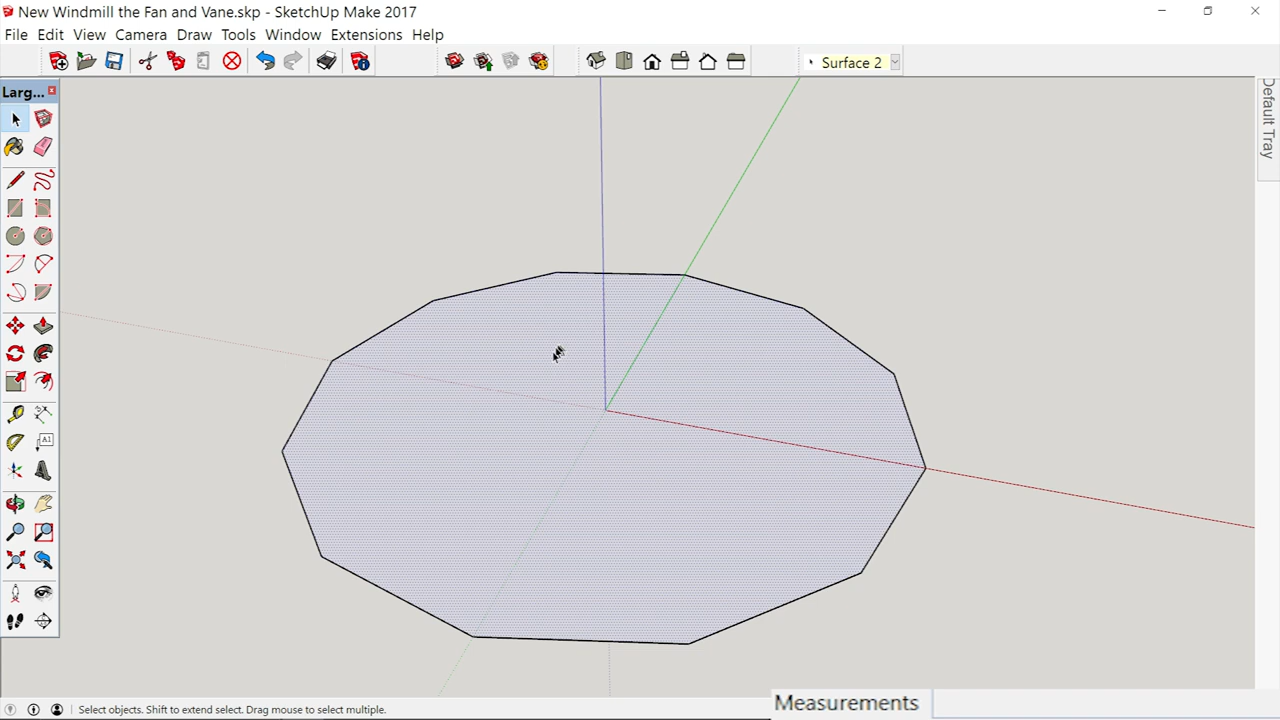 New Windmill the Fan and Vane.skp - SketchUp Make 2017
File Edit View Camera Draw Tools Window Extensions Help
Surface 2
Larg...
Default Tray
A1
Select objects. Shift to extend select. Drag mouse to select multiple.
Measurements